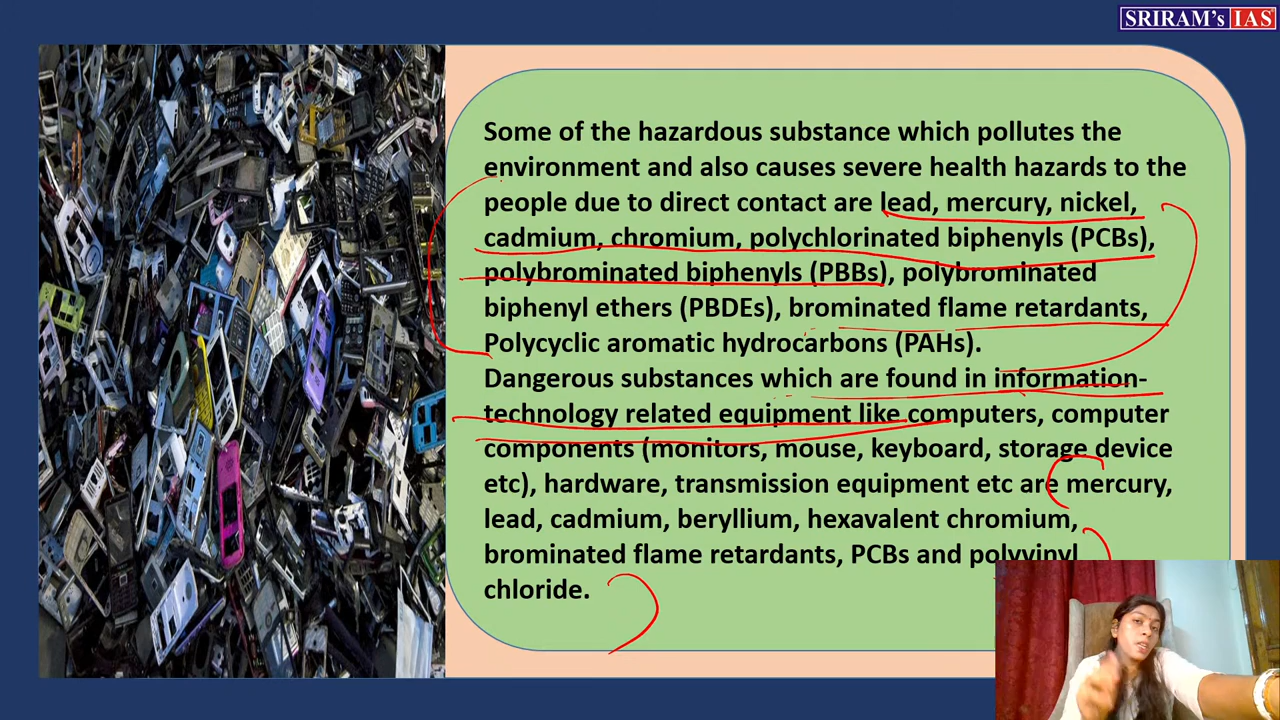 SRIRAM's IAS
Some of the hazardous substance which pollutes the
environment and also causes severe health hazards to the
people due to direct contact are lead, mercury, nickel,
cadmium, chromium, polychlorinated biphenyls (PCBs),
polybrominated biphenyls (PBBs), polybrominated
biphenyl ethers (PBDEs), brominated flame retardants,
Polycyclic aromatic hydrocarbons (PAHs).
Dangerous substances which are found in information-
technology related equipment like computers, computer
components (monitors, mouse, keyboard, storage device
etc), hardware, transmission equipment etc are mercury,
lead, cadmium, beryllium, hexavalent chromium,
brominated flame retardants, PCBs and polyvinyl
chloride.